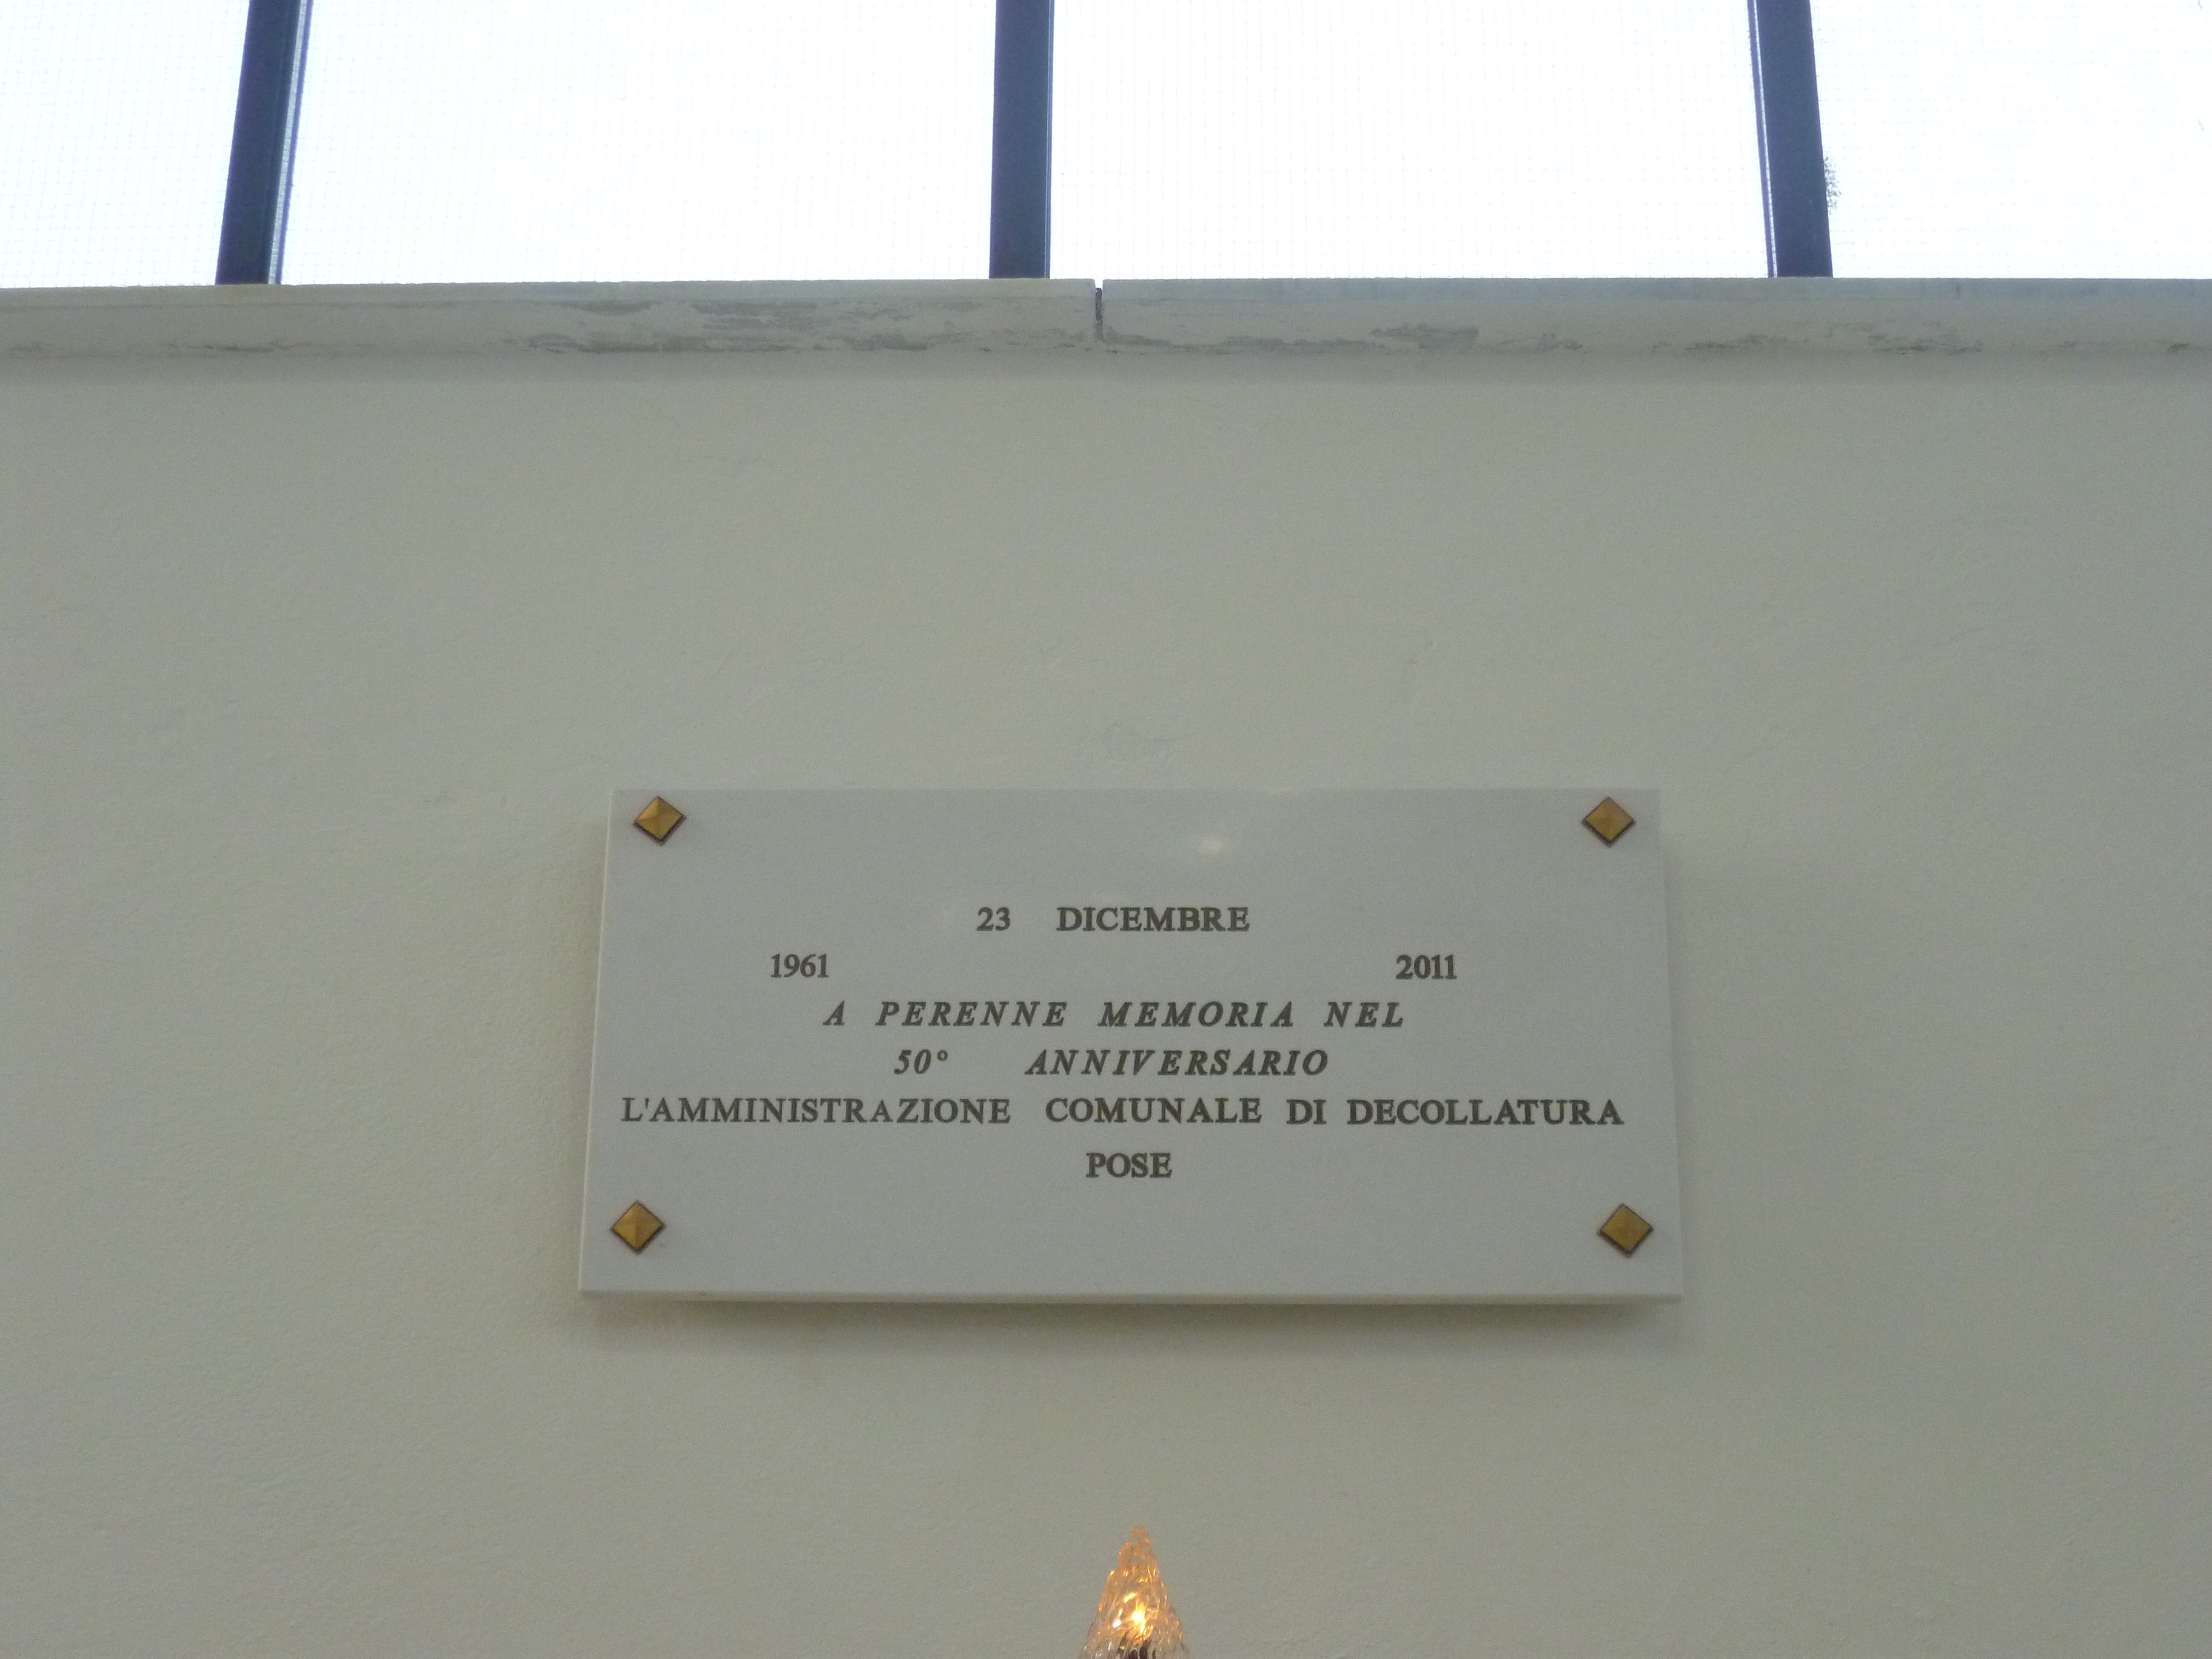 23 DICEMBRE
1961 2011
A PERENNE MEMORIA NEL
50° ANNIVERSARIO
L'AMMINISTRAZIONE COMUNALE DI DECOLLATURA
POSE